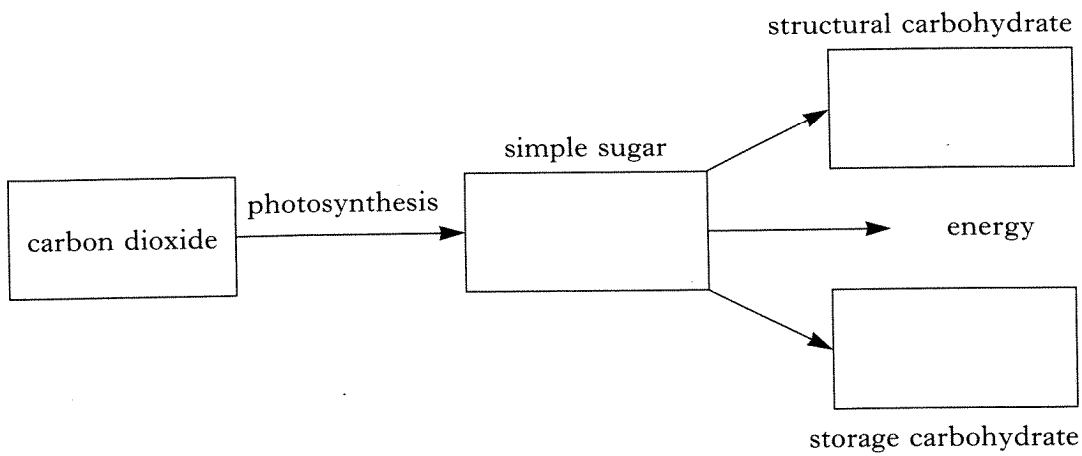 structural carbohydrate
simple sugar
photosynthesis
carbon dioxide
energy
storage carbohydrate